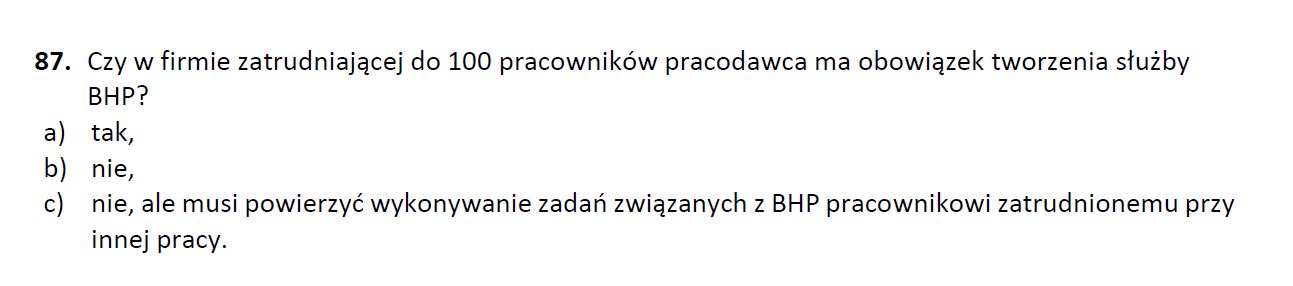 87. Czy w firmie zatrudniającej do 100 pracowników pracodawca ma obowiązek tworzenia służby
BHP?
a) tak,
b) nie,
c) nie, ale musi powierzyć wykonywanie zadań związanych z BHP pracownikowi zatrudnionemu przy
innej pracy.